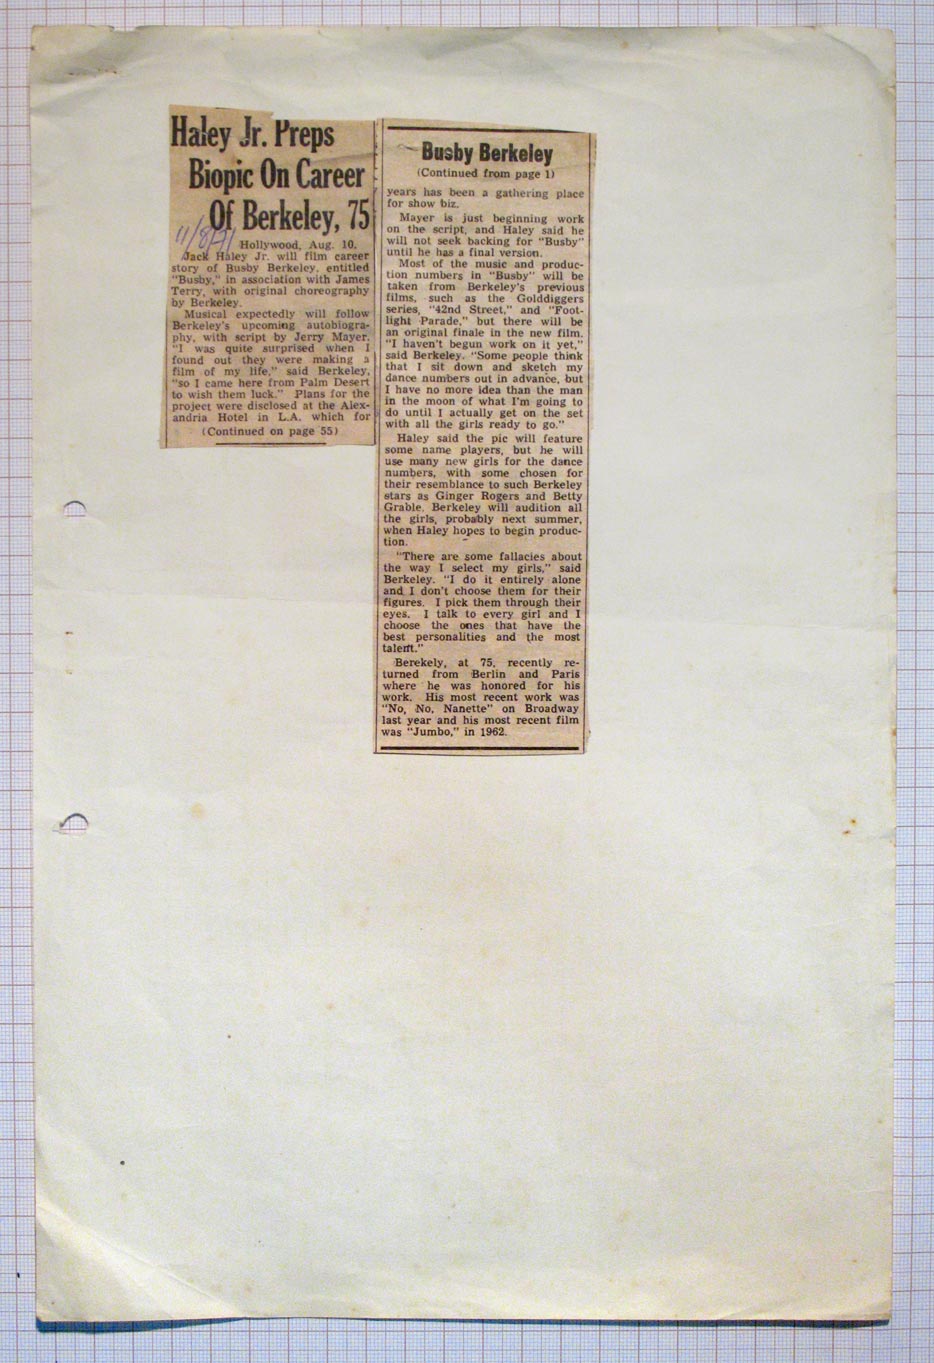 Haley Jr. Preps
Biopic On Career
Of Berkeley, 75
11/8/71
Hollywood, Aug. 10.
Jack Haley Jr. will film career
story of Busby Berkeley, entitled
"Busby," in association with James
Terry, with original choreography
by Berkeley.
Musical expectedly will follow
Berkeley's upcoming autobiogra-
phy, with script by Jerry Mayer.
"I was quite surprised when I
found out they were making a
film of my life," said Berkeley,
"so I came here from Palm Desert
to wish them luck." Plans for the
project were disclosed at the Alex-
andria Hotel in L.A. which for
(Continued on page 55)
Busby Berkeley
(Continued from page 1)
years has been a gathering place
for show biz.
Mayer is just beginning work
on the script, and Haley said he
will not seek backing for "Busby"
until he has a final version.
Most of the music and produc-
tion numbers in "Busby" will be
taken from Berkeley's previous
films, such as the Golddiggers
series, "42nd Street," and "Foot-
light Parade," but there will be
an original finale in the new film.
"I haven't begun work on it yet,"
said Berkeley. "Some people think
that I sit down and sketch my
dance numbers out in advance, but
I have no more idea than the man
in the moon of what I'm going to
do until I actually get on the set
with all the girls ready to go."
Haley said the pic will feature
some name players, but he will
use many new girls for the dance
numbers, with some chosen for
their resemblance to such Berkeley
stars as Ginger Rogers and Betty
Grable. Berkeley will audition all
the girls, probably next summer,
when Haley hopes to begin produc-
tion.
"There are some fallacies about
the way I select my girls," said
Berkeley. "I do it entirely alone
and I don't choose them for their
figures. I pick them through their
eyes. I talk to every girl and I
choose the ones that have the
best personalities and the most
talent."
Berekely, at 75, recently re-
turned from Berlin and Paris
where he was honored for his
work. His most recent work was
"No, No, Nanette" on Broadway
last year and his most recent film
was "Jumbo," in 1962.